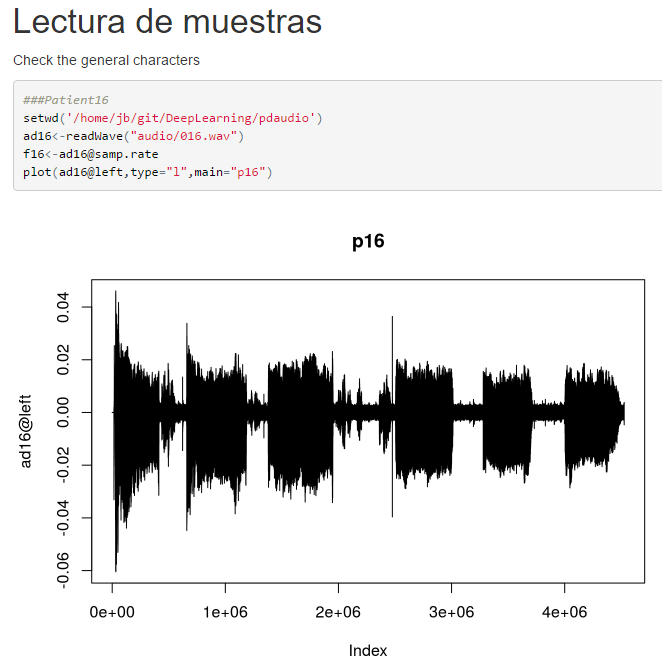 Lectura de muestras
Check the general characters
###Patient16
setwd('/home/jb/git/DeepLearning/pdaudio')
ad16<-readWave("audio/016.wav")
f16<-ad16@samp.rate
plot(ad16@left,type="l",main="p16")
p16
ad16@left
0.04
0.02
0.00
-0.02
-0.04
-0.06
0e+00 1e+06 2e+06 3e+06 4e+06
Index